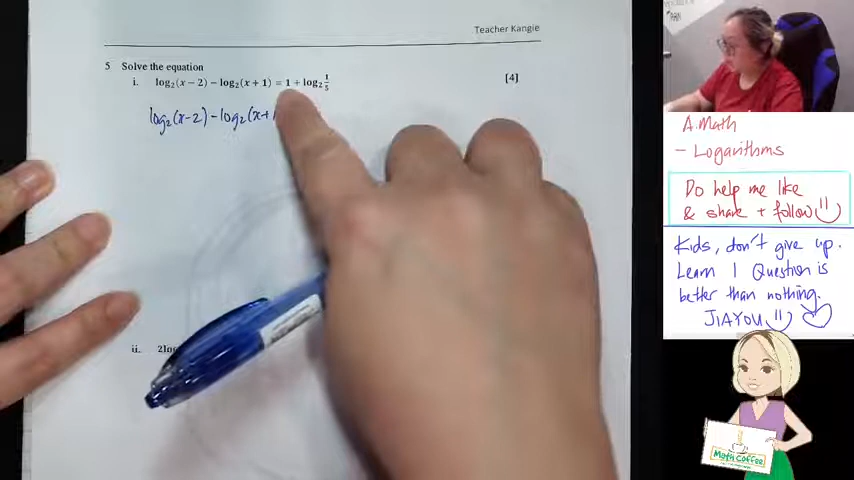 Teacher Kangie
5 Solve the equation
i. log₂(x − 2) − log₂(x + 1) = 1 + log₂ 1/5 [4]
log₂(x-2) - log₂(x+
ii. 2log
A.Math
- Logarithms
Do help me like
& share + follow
Kids, don't give up.
Learn 1 Question is
better than nothing.
JIAYOU
Math Coffee